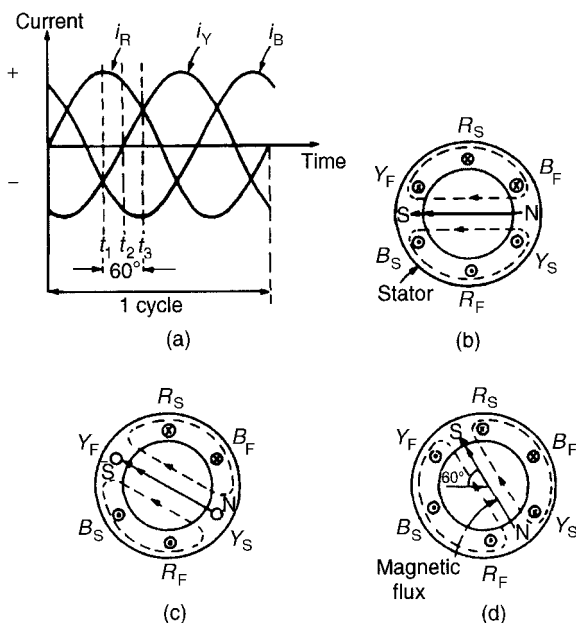 Current
i_R
i_Y
i_B
+
−
Time
t_1 t_2 t_3
60°
1 cycle
(a)
R_S
Y_F
B_F
S
N
B_S
Y_S
Stator
R_F
(b)
R_S
Y_F
B_F
S
N
B_S
Y_S
R_F
(c)
R_S
Y_F
S
B_F
60°
B_S
N
Y_S
Magnetic
flux
R_F
(d)